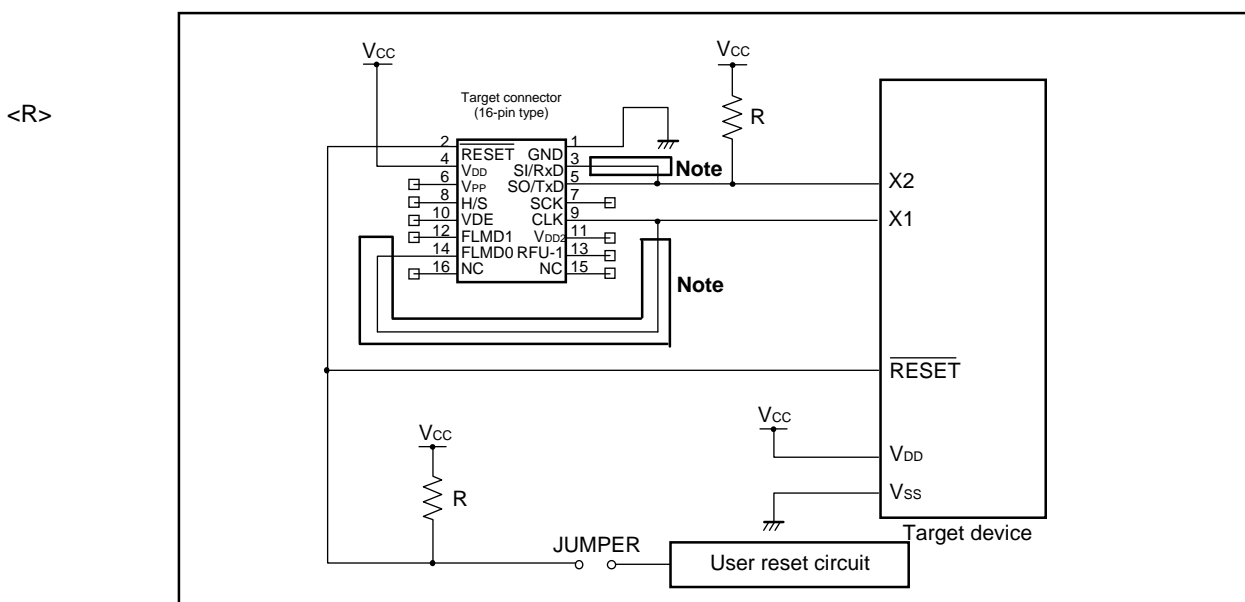 <R>
VCC
VCC
Target connector
(16-pin type)
R
2 RESET GND 1
4 VDD SI/RxD 3 Note
6 VPP SO/TxD 5 X2
8 H/S SCK 7
10 VDE CLK 9 X1
12 FLMD1 VDD2 11
14 FLMD0 RFU-1 13
16 NC NC 15
Note
RESET
VCC
VCC
VDD
R
VSS
Target device
JUMPER
User reset circuit